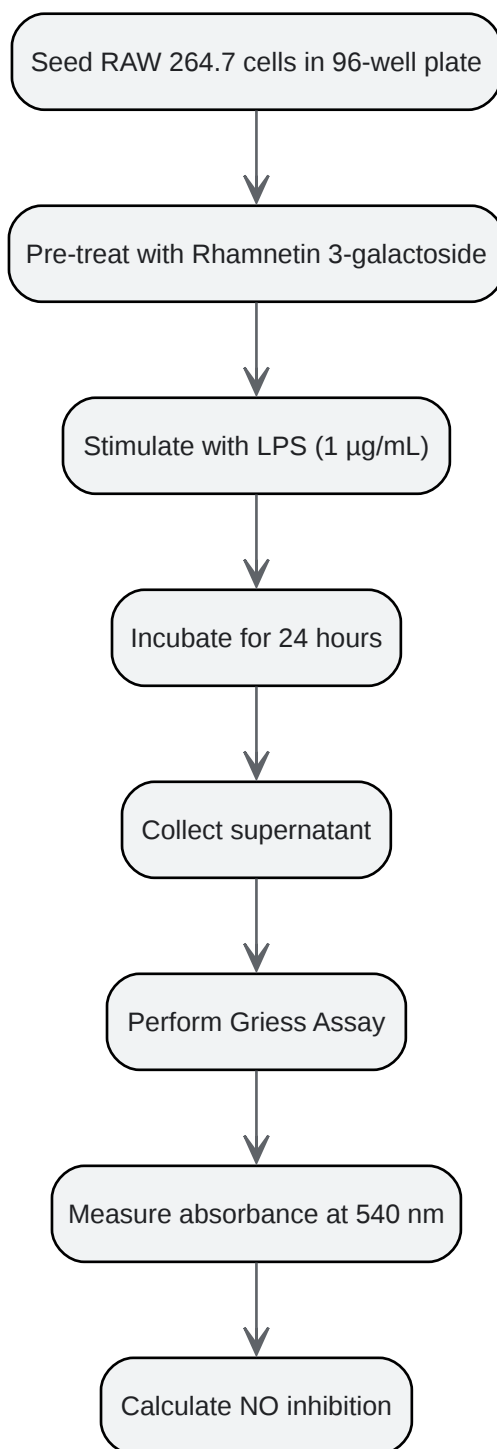 Seed RAW 264.7 cells in 96-well plate
Pre-treat with Rhamnetin 3-galactoside
Stimulate with LPS (1 µg/mL)
Incubate for 24 hours
Collect supernatant
Perform Griess Assay
Measure absorbance at 540 nm
Calculate NO inhibition